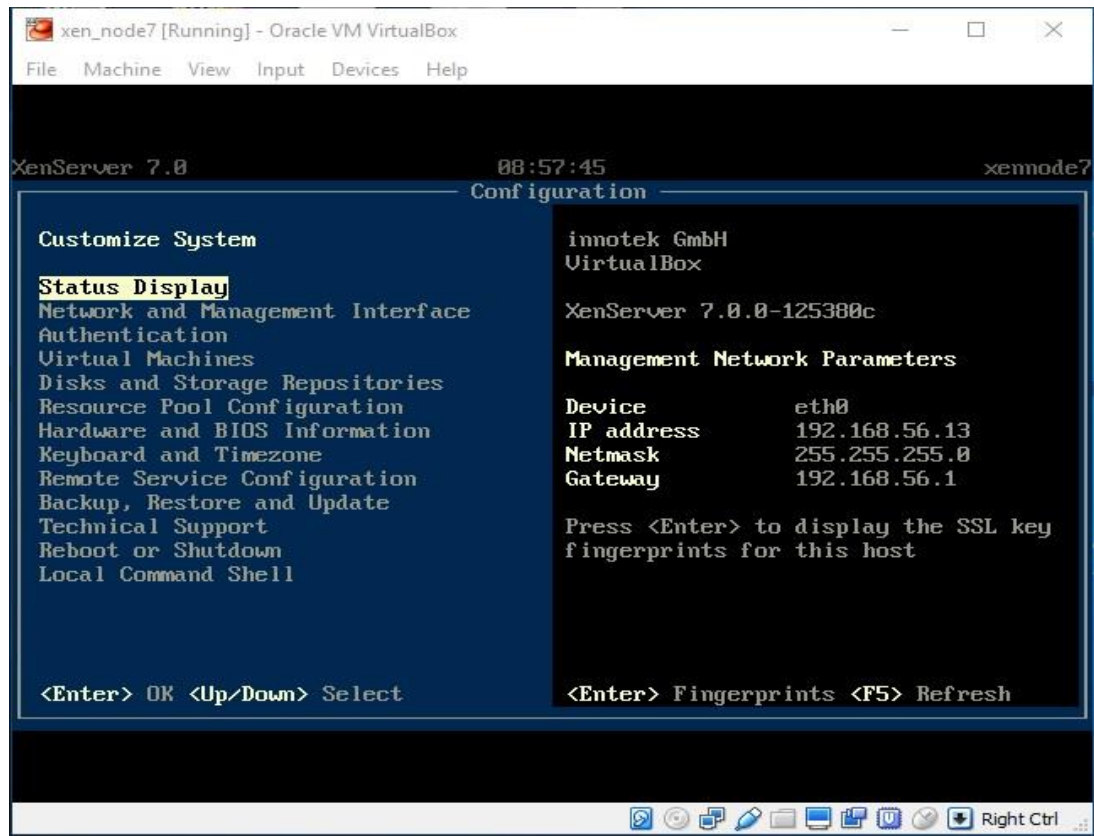 xen_node7 [Running] - Oracle VM VirtualBox
File Machine View Input Devices Help
XenServer 7.0 08:57:45 xennode7
Configuration
Customize System
Status Display
Network and Management Interface
Authentication
Virtual Machines
Disks and Storage Repositories
Resource Pool Configuration
Hardware and BIOS Information
Keyboard and Timezone
Remote Service Configuration
Backup, Restore and Update
Technical Support
Reboot or Shutdown
Local Command Shell
<Enter> OK <Up/Down> Select
innotek GmbH
VirtualBox
XenServer 7.0.0-125380c
Management Network Parameters
Device eth0
IP address 192.168.56.13
Netmask 255.255.255.0
Gateway 192.168.56.1
Press <Enter> to display the SSL key
fingerprints for this host
<Enter> Fingerprints <F5> Refresh
Right Ctrl